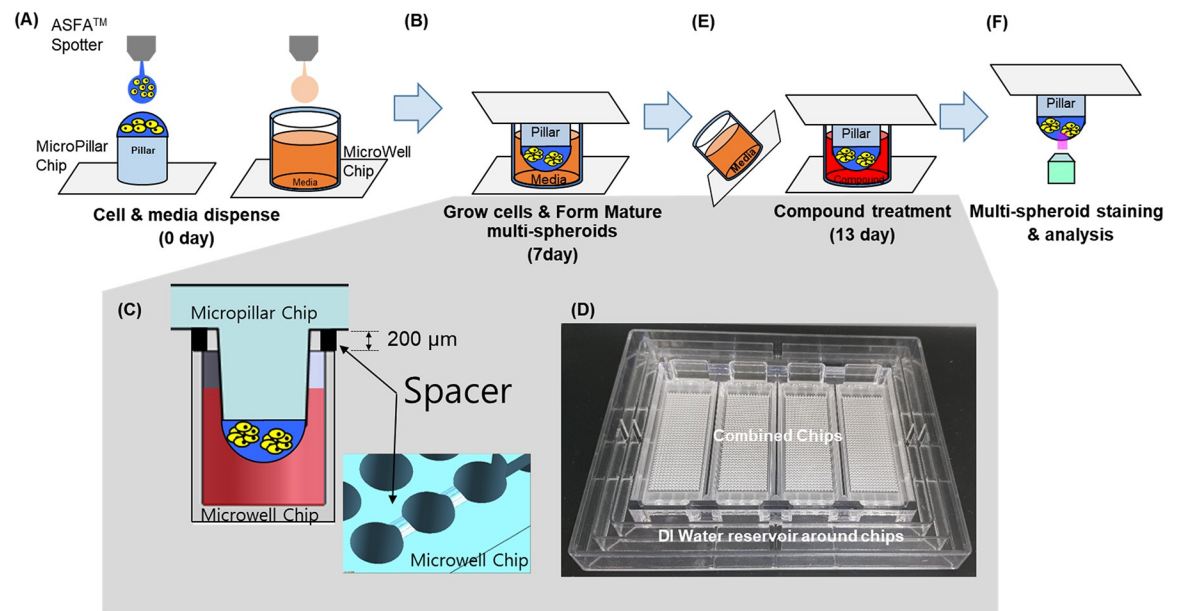 (A)
ASFA™
Spotter
MicroPillar
Chip
Pillar
Media
MicroWell
Chip
Cell & media dispense
(0 day)
(B)
Pillar
Media
Grow cells & Form Mature
multi-spheroids
(7day)
(E)
Media
Pillar
Compound
Compound treatment
(13 day)
(F)
Pillar
Multi-spheroid staining
& analysis
(C)
Micropillar Chip
200 μm
Spacer
Microwell Chip
Microwell Chip
(D)
Combined Chips
DI Water reservoir around chips